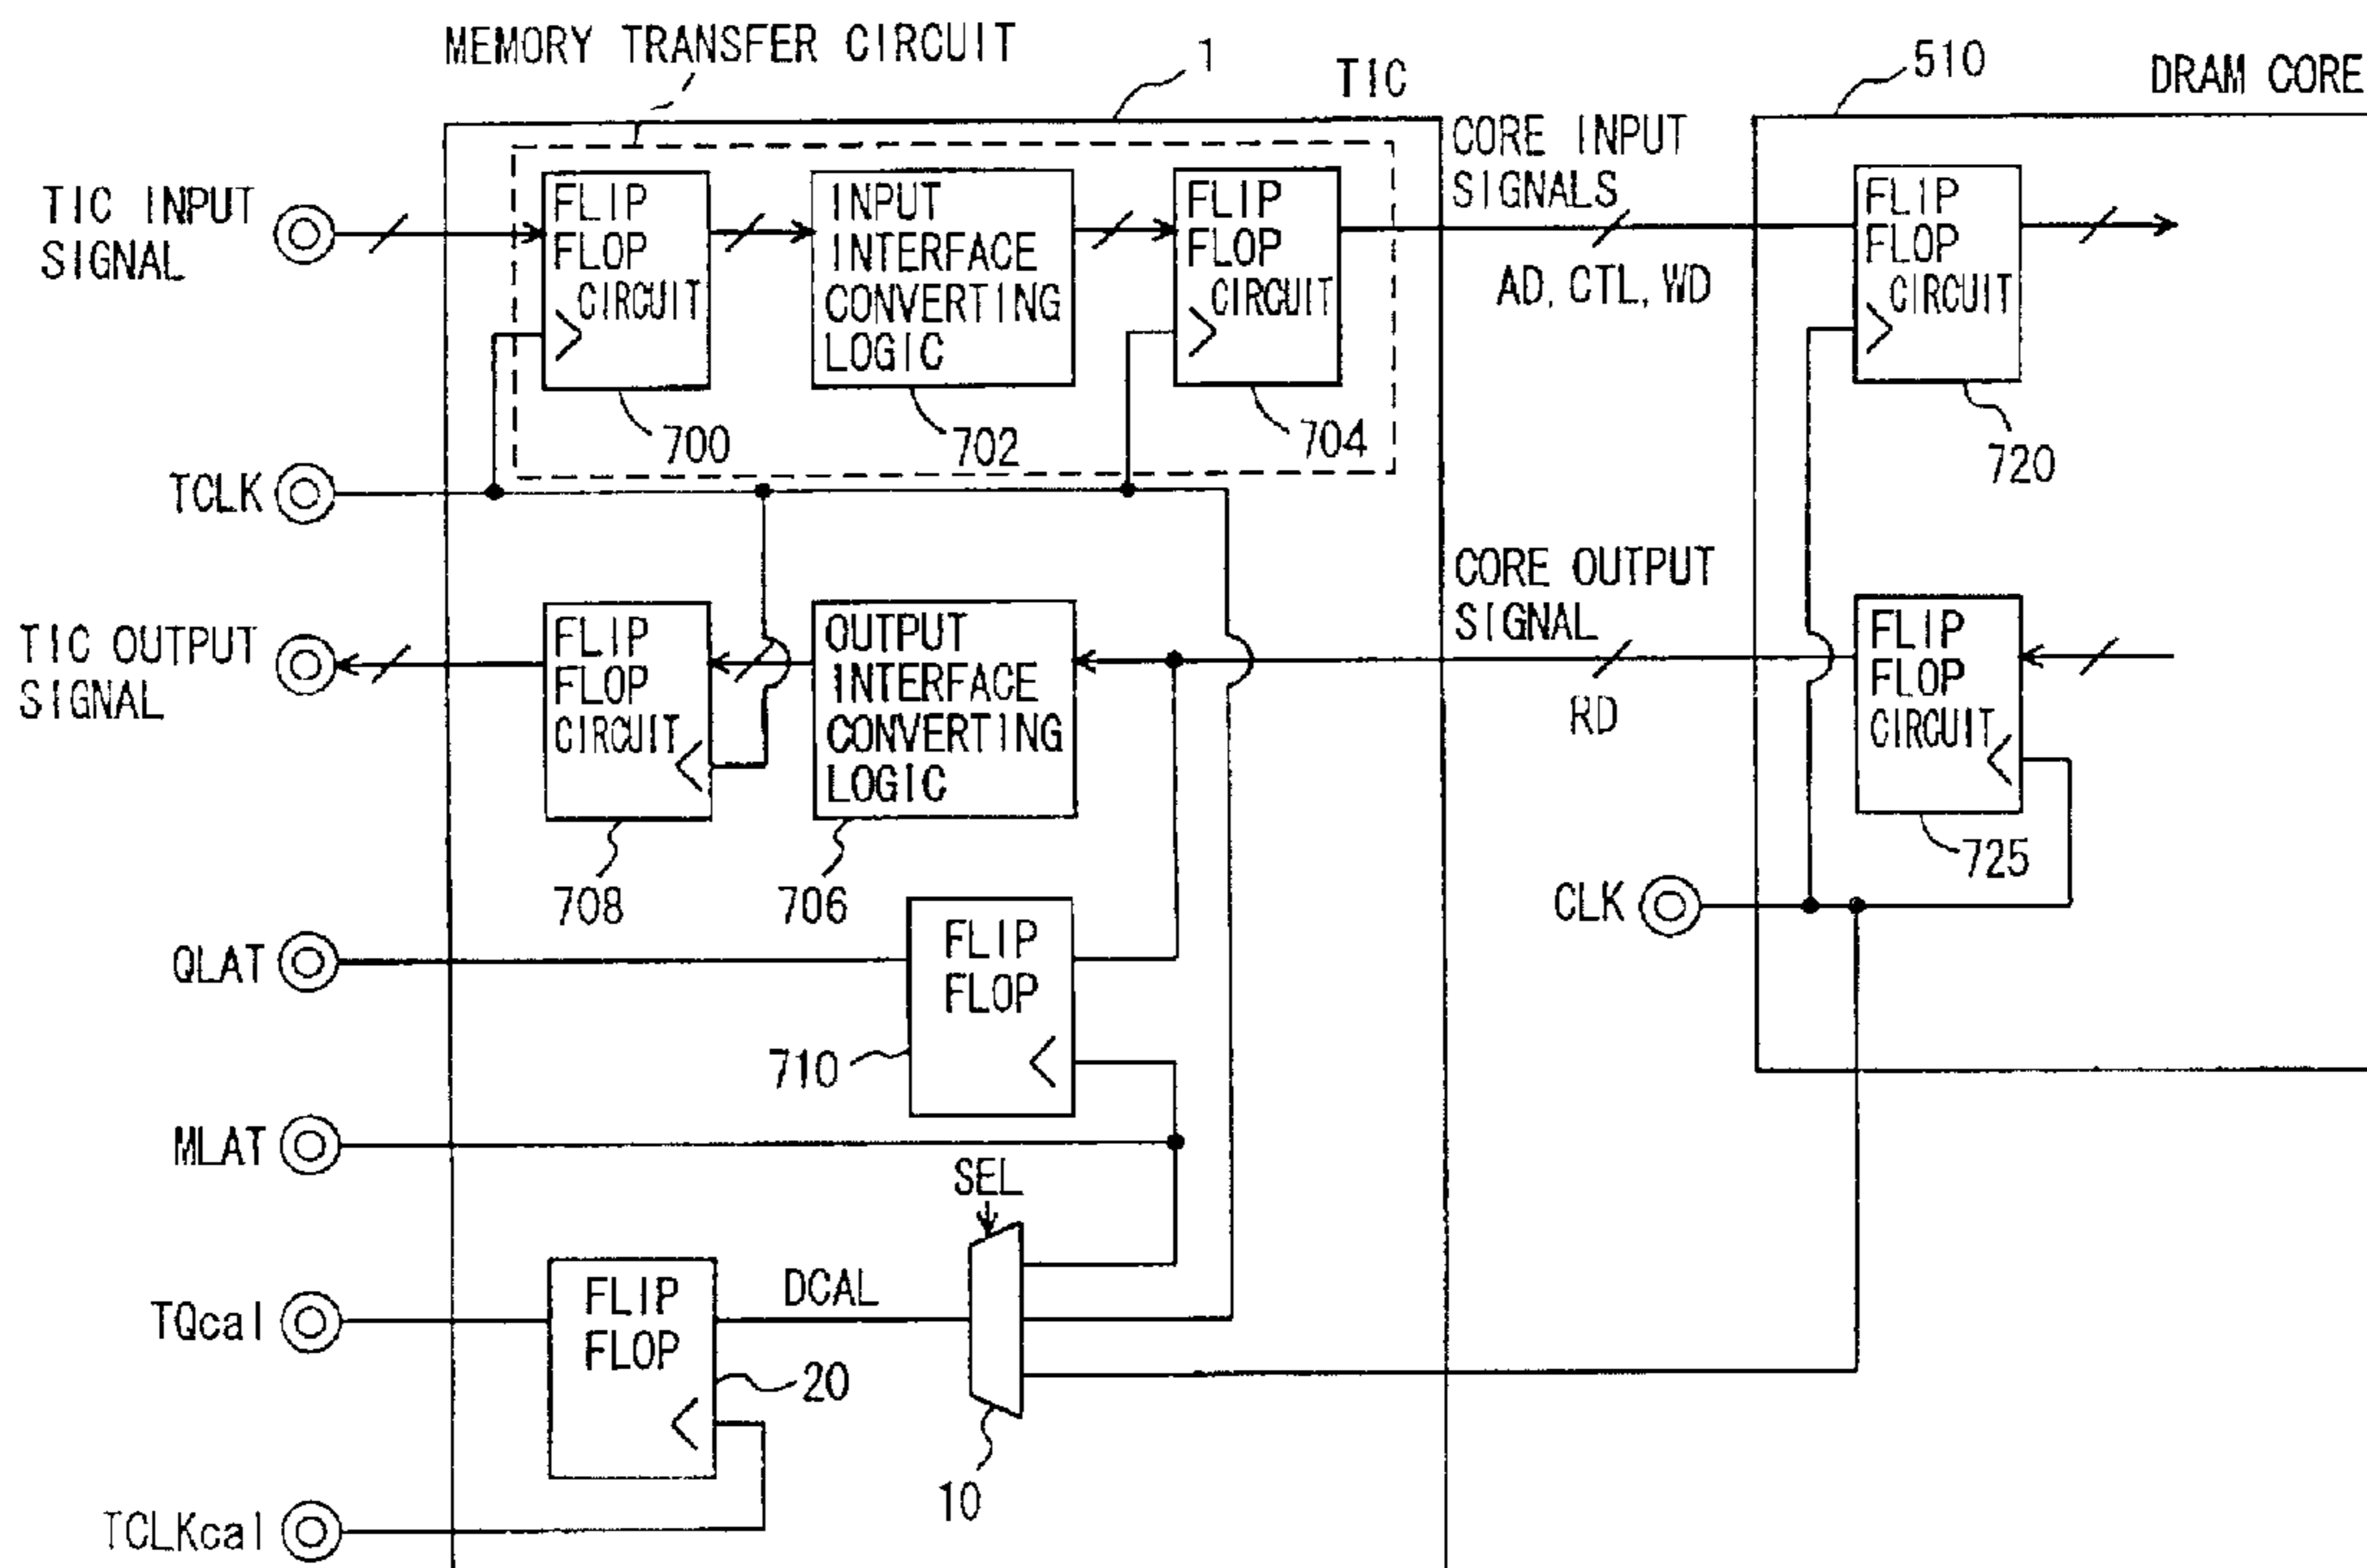 MEMORY TRANSFER CIRCUIT
1
TIC
510
DRAM CORE
TIC INPUT
SIGNAL
FLIP
FLOP
CIRCUIT
700
INPUT
INTERFACE
CONVERTING
LOGIC
702
FLIP
FLOP
CIRCUIT
704
CORE INPUT
SIGNALS
AD, CTL, WD
FLIP
FLOP
CIRCUIT
720
TCLK
TIC OUTPUT
SIGNAL
FLIP
FLOP
CIRCUIT
708
OUTPUT
INTERFACE
CONVERTING
LOGIC
706
CORE OUTPUT
SIGNAL
RD
FLIP
FLOP
CIRCUIT
725
CLK
QLAT
FLIP
FLOP
710
MLAT
SEL
TQcal
FLIP
FLOP
20
DCAL
10
TCLKcal